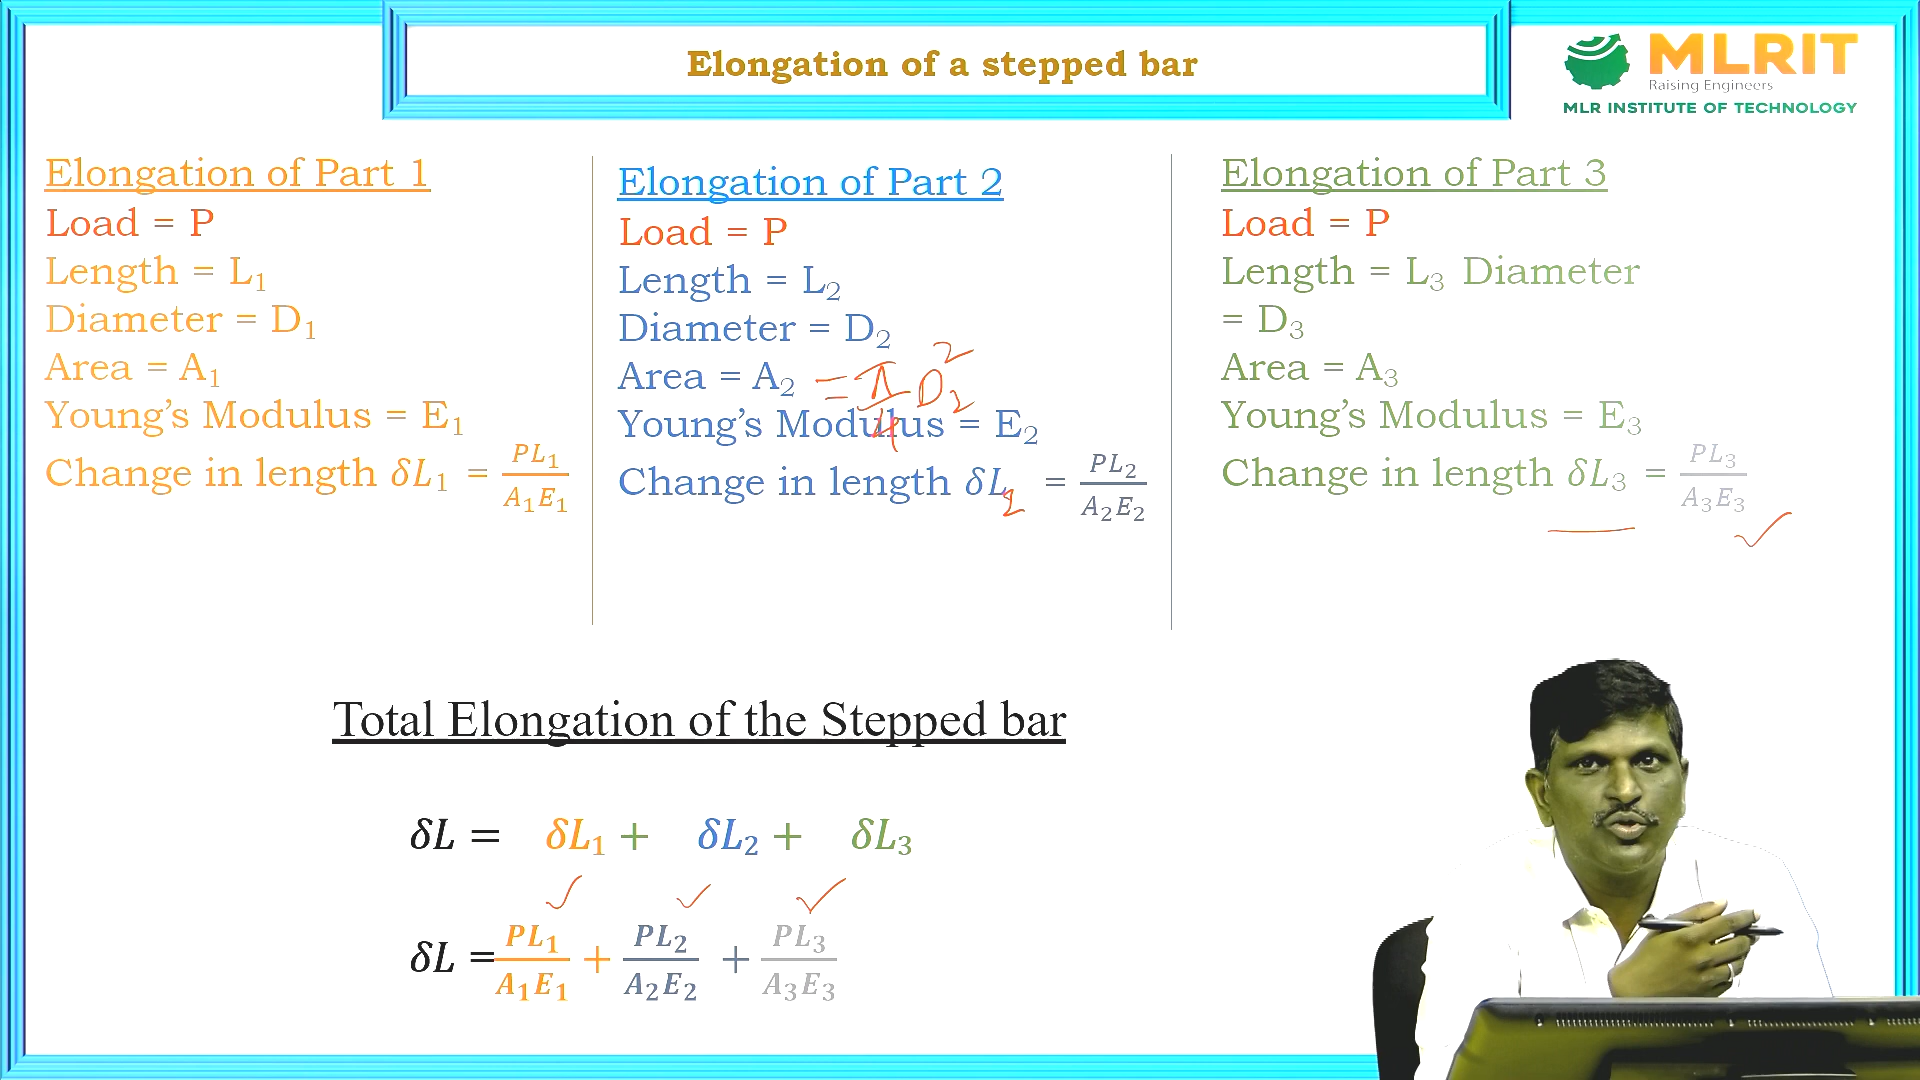 Elongation of a stepped bar
MLRIT
Raising Engineers
MLR INSTITUTE OF TECHNOLOGY
Elongation of Part 1
Load = P
Length = L₁
Diameter = D₁
Area = A₁
Young’s Modulus = E₁
Change in length δL₁ = PL₁/A₁E₁
Elongation of Part 2
Load = P
Length = L₂
Diameter = D₂
Area = A₂ = π/4 D₂²
Young’s Modulus = E₂
Change in length δL₂ = PL₂/A₂E₂
Elongation of Part 3
Load = P
Length = L₃ Diameter
= D₃
Area = A₃
Young’s Modulus = E₃
Change in length δL₃ = PL₃/A₃E₃
Total Elongation of the Stepped bar
δL = δL₁ + δL₂ + δL₃
δL = PL₁/A₁E₁ + PL₂/A₂E₂ + PL₃/A₃E₃